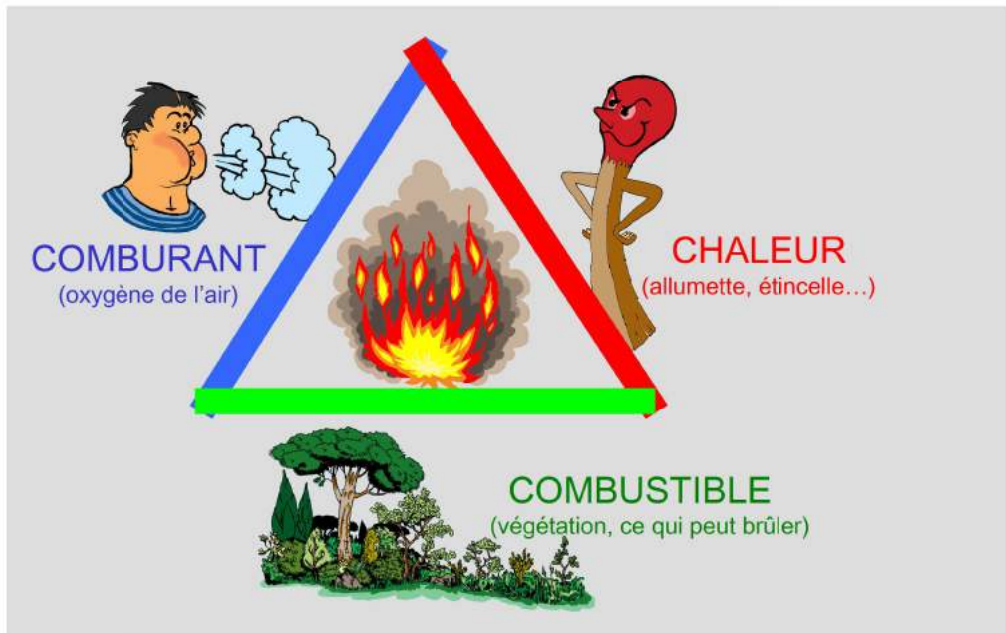 COMBURANT
(oxygène de l'air)
CHALEUR
(allumette, étincelle…)
COMBUSTIBLE
(végétation, ce qui peut brûler)